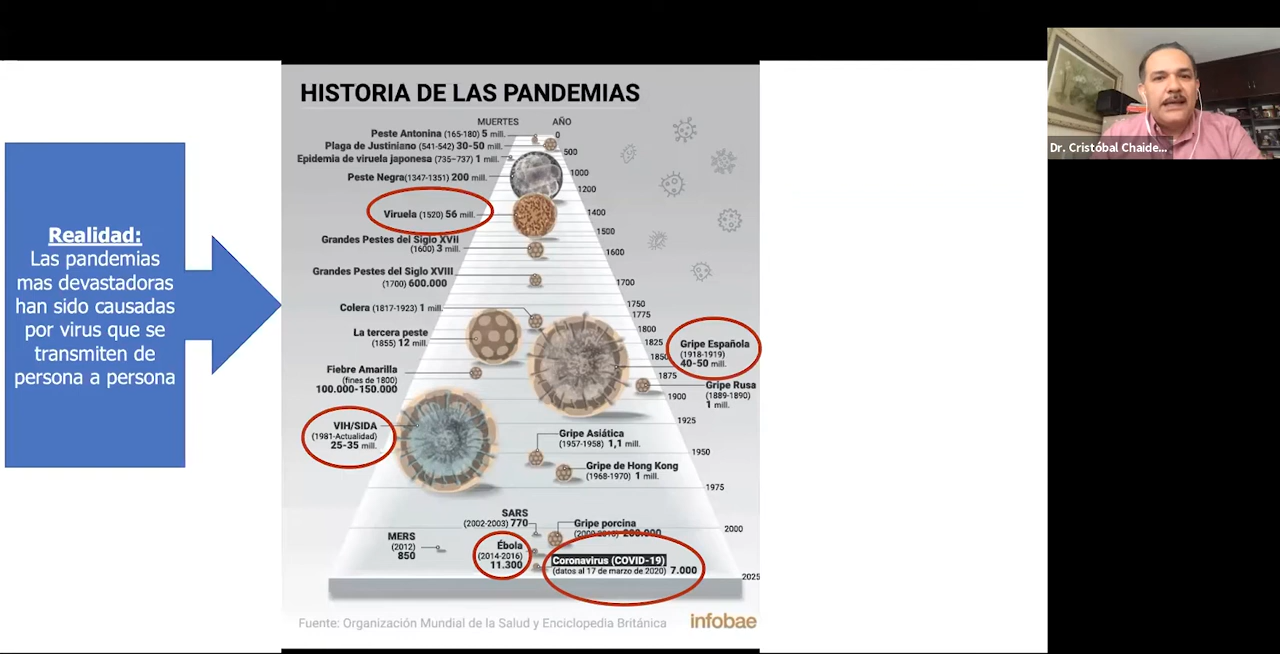 HISTORIA DE LAS PANDEMIAS
MUERTES
AÑO
Peste Antonina (165-180) 5 mill.
Plaga de Justiniano (541-542) 30-50 mill.
Epidemia de viruela japonesa (735–737) 1 mill.
Peste Negra(1347-1351) 200 mill.
Viruela (1520) 56 mill.
Grandes Pestes del Siglo XVII
(1600) 3 mill.
Grandes Pestes del Siglo XVIII
(1700) 600.000
Colera (1817-1923) 1 mill.
La tercera peste
(1855) 12 mill.
Fiebre Amarilla
(fines de 1800)
100.000-150.000
VIH/SIDA
(1981-Actualidad)
25-35 mill.
Gripe Española
(1918-1919)
40-50 mill.
Gripe Rusa
(1889-1890)
1 mill.
Gripe Asiática
(1957-1958) 1,1 mill.
Gripe de Hong Kong
(1968-1970) 1 mill.
SARS
(2002-2003) 770
Gripe porcina
(2009-2010) 200.000
MERS
(2012)
850
Ébola
(2014-2016)
11.300
Coronavirus (COVID-19)
(datos al 17 de marzo de 2020) 7.000
0
500
1000
1200
1400
1500
1600
1700
1750
1775
1800
1825
1850
1875
1900
1925
1950
1975
2000
2025
Fuente: Organización Mundial de la Salud y Enciclopedia Británica
infobae
Realidad:
Las pandemias
mas devastadoras
han sido causadas
por virus que se
transmiten de
persona a persona
Dr. Cristóbal Chaide...